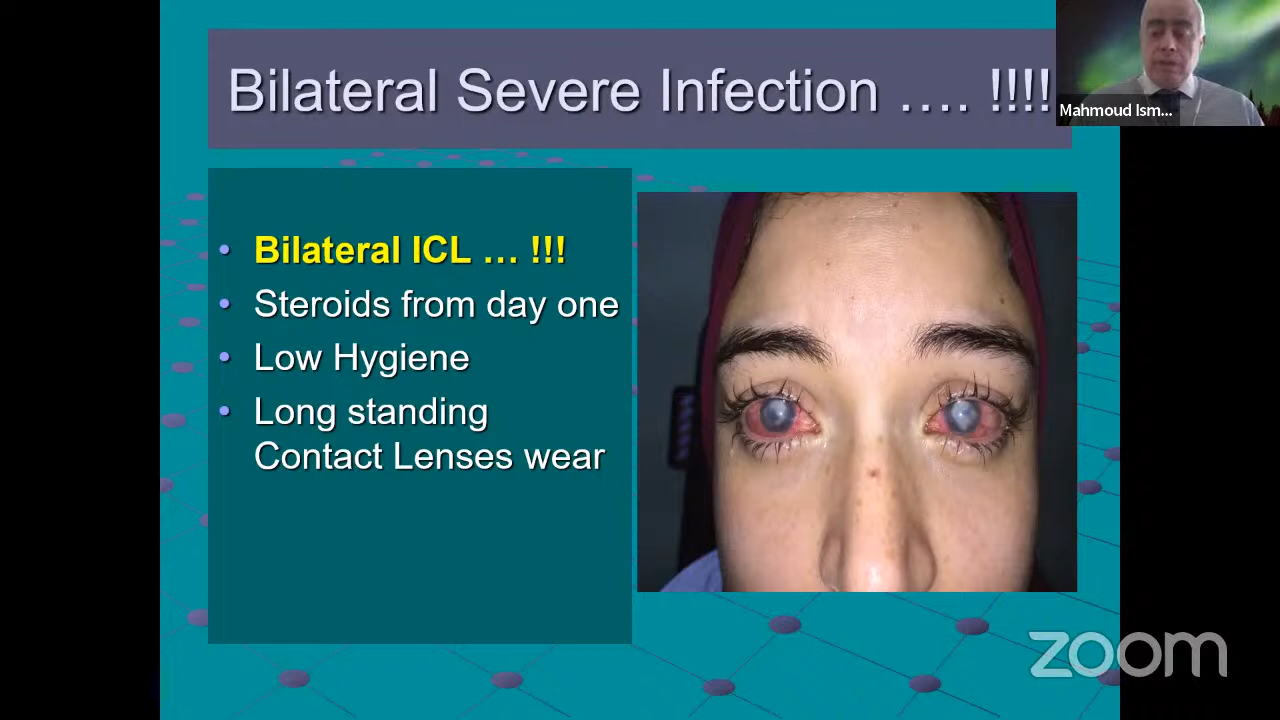 Bilateral Severe Infection …. !!!!
Mahmoud Ism...
• Bilateral ICL … !!!
• Steroids from day one
• Low Hygiene
• Long standing
Contact Lenses wear
zoom